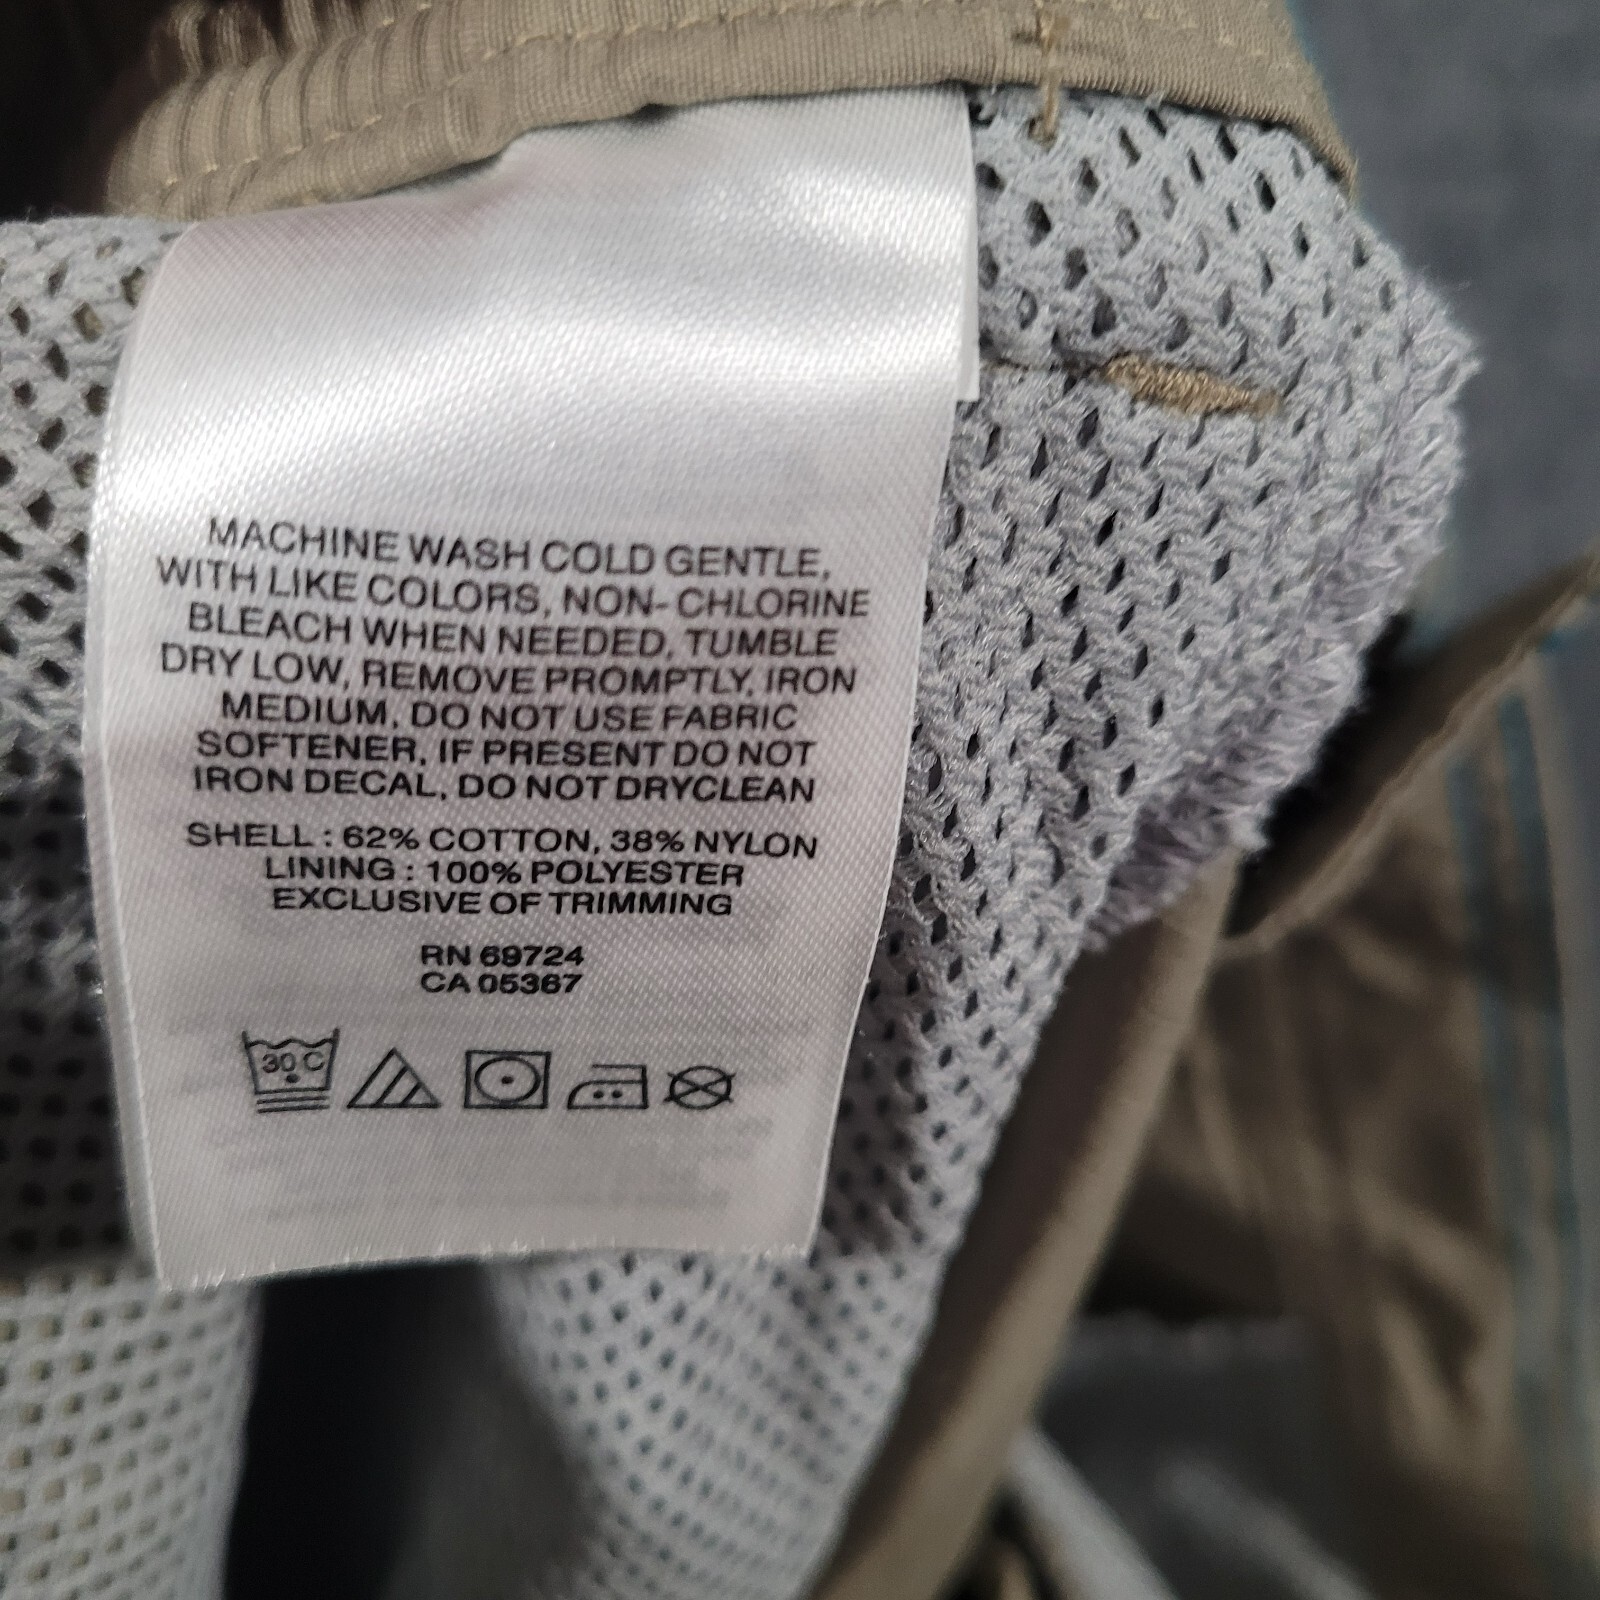 MACHINE WASH COLD GENTLE,
WITH LIKE COLORS, NON-CHLORINE
BLEACH WHEN NEEDED, TUMBLE
DRY LOW, REMOVE PROMPTLY, IRON
MEDIUM, DO NOT USE FABRIC
SOFTENER, IF PRESENT DO NOT
IRON DECAL, DO NOT DRYCLEAN
SHELL : 62% COTTON, 38% NYLON
LINING : 100% POLYESTER
EXCLUSIVE OF TRIMMING
RN 69724
CA 05367
30 C